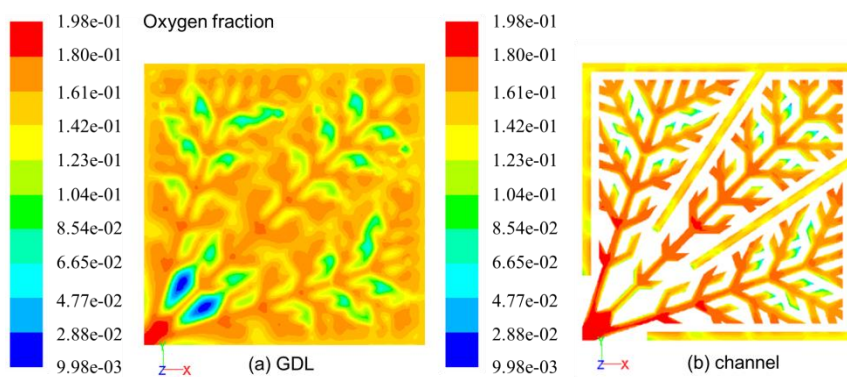 Oxygen fraction
1.98e-01
1.80e-01
1.61e-01
1.42e-01
1.23e-01
1.04e-01
8.54e-02
6.65e-02
4.77e-02
2.88e-02
9.98e-03
Z X
(a) GDL
1.98e-01
1.80e-01
1.61e-01
1.42e-01
1.23e-01
1.04e-01
8.54e-02
6.65e-02
4.77e-02
2.88e-02
9.98e-03
Z X
(b) channel